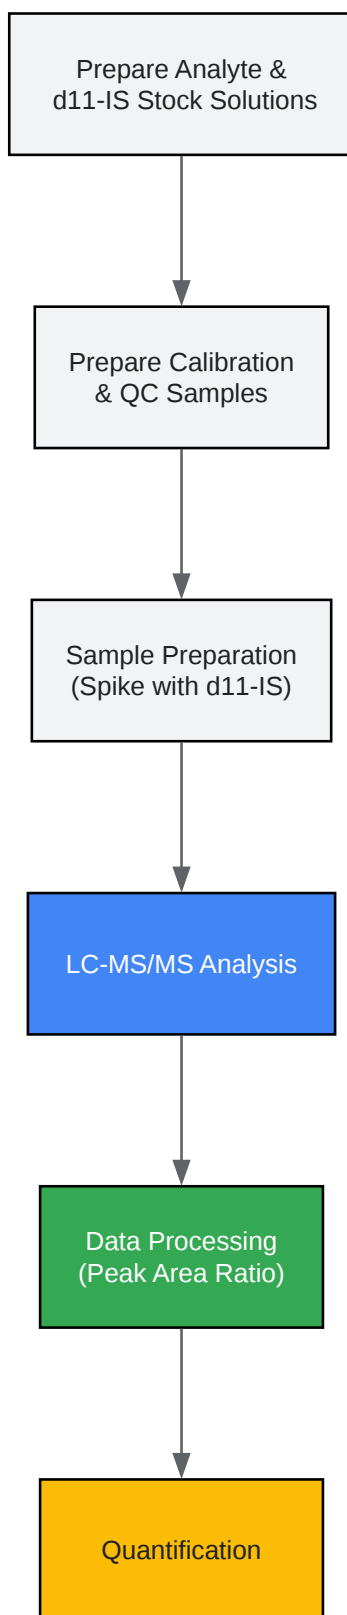 Prepare Analyte &
d11-IS Stock Solutions
Prepare Calibration
& QC Samples
Sample Preparation
(Spike with d11-IS)
LC-MS/MS Analysis
Data Processing
(Peak Area Ratio)
Quantification